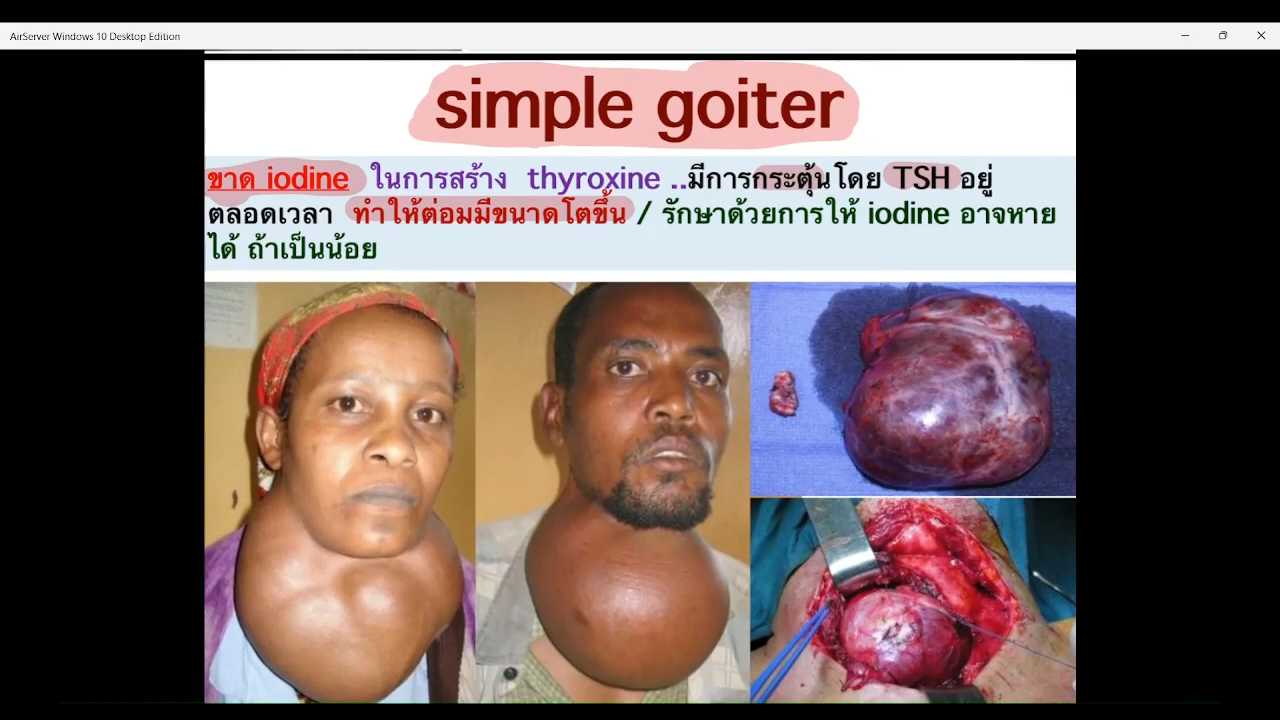 AirServer Windows 10 Desktop Edition
simple goiter
ขาด iodine ในการสร้าง thyroxine ..มีการกระตุ้นโดย TSH อยู่
ตลอดเวลา ทำให้ต่อมมีขนาดโตขึ้น / รักษาด้วยการให้ iodine อาจหาย
ได้ ถ้าเป็นน้อย